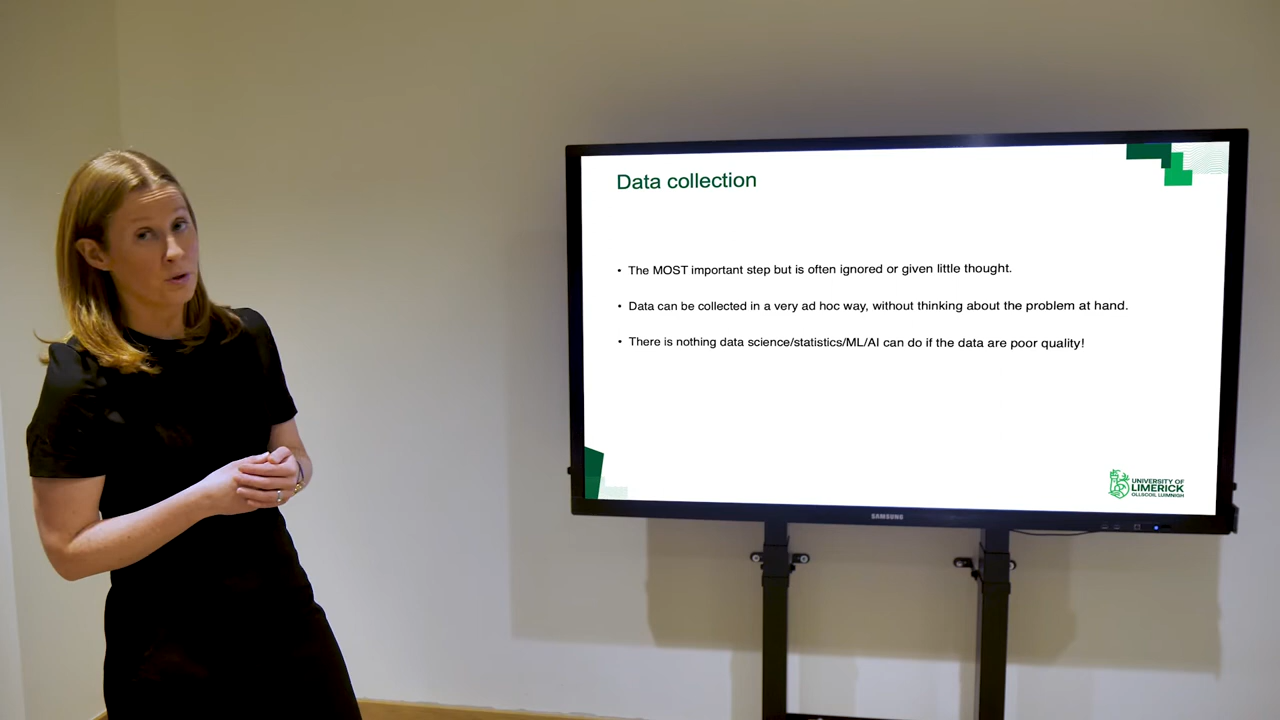 Data collection
• The MOST important step but is often ignored or given little thought.
• Data can be collected in a very ad hoc way, without thinking about the problem at hand.
• There is nothing data science/statistics/ML/AI can do if the data are poor quality!
UNIVERSITY OF
LIMERICK
OLLSCOIL LUIMNIGH
SAMSUNG